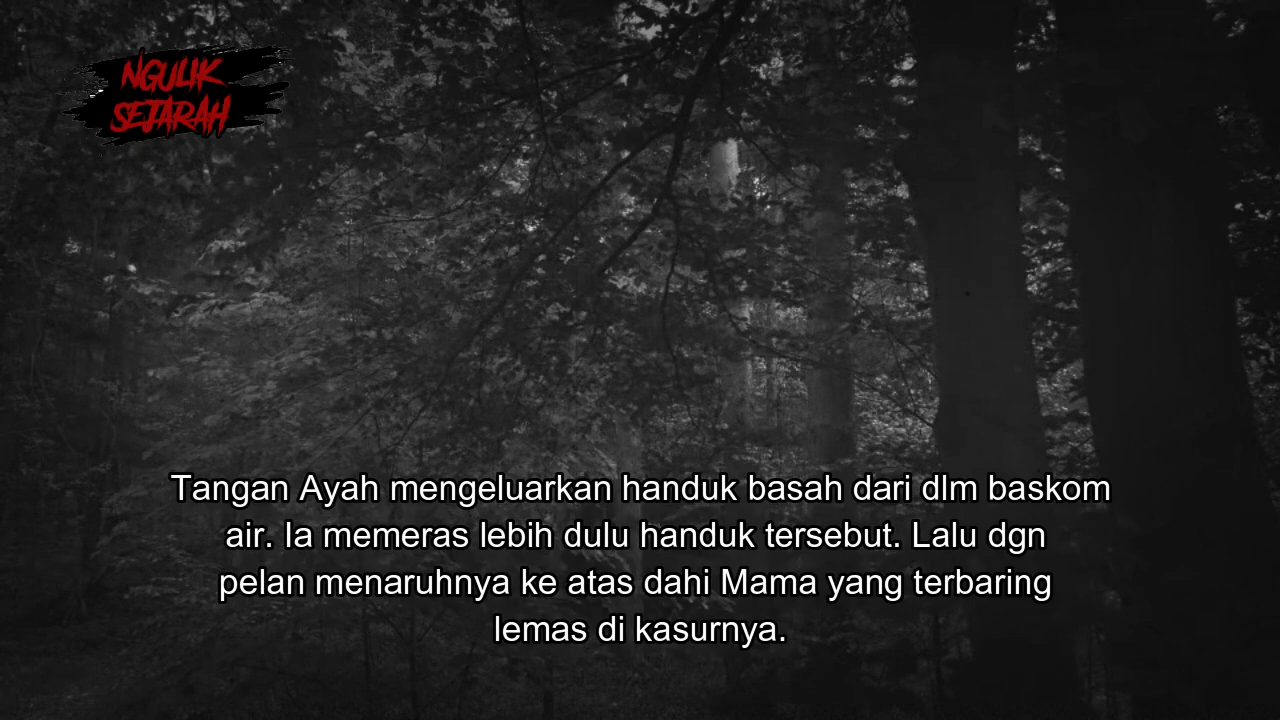 NGULIK
SEJARAH
Tangan Ayah mengeluarkan handuk basah dari dlm baskom
air. Ia memeras lebih dulu handuk tersebut. Lalu dgn
pelan menaruhnya ke atas dahi Mama yang terbaring
lemas di kasurnya.